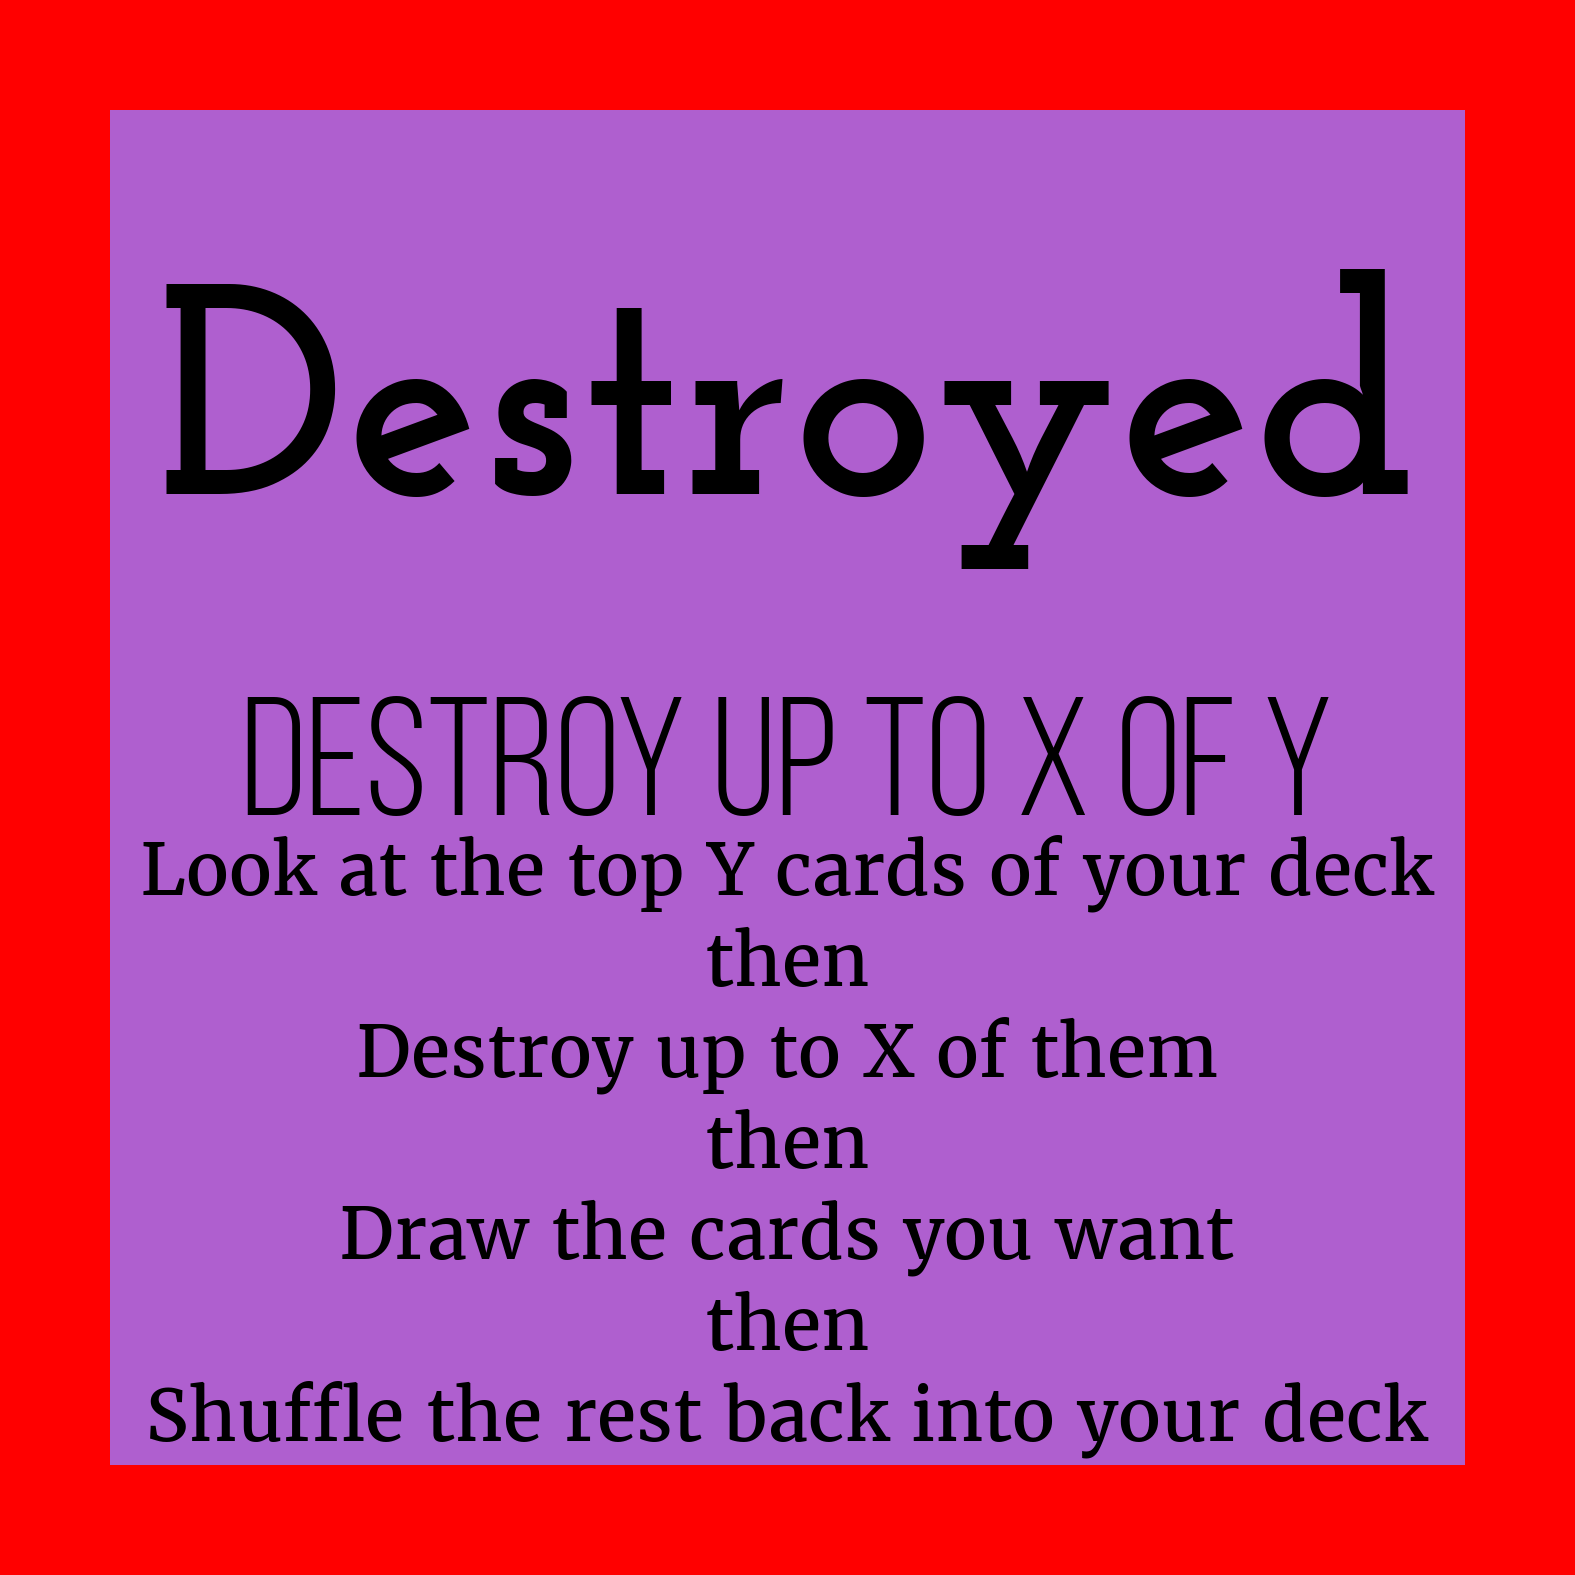 Destroyed
DESTROY UP TO X OF Y
Look at the top Y cards of your deck
then
Destroy up to X of them
then
Draw the cards you want
then
Shuffle the rest back into your deck